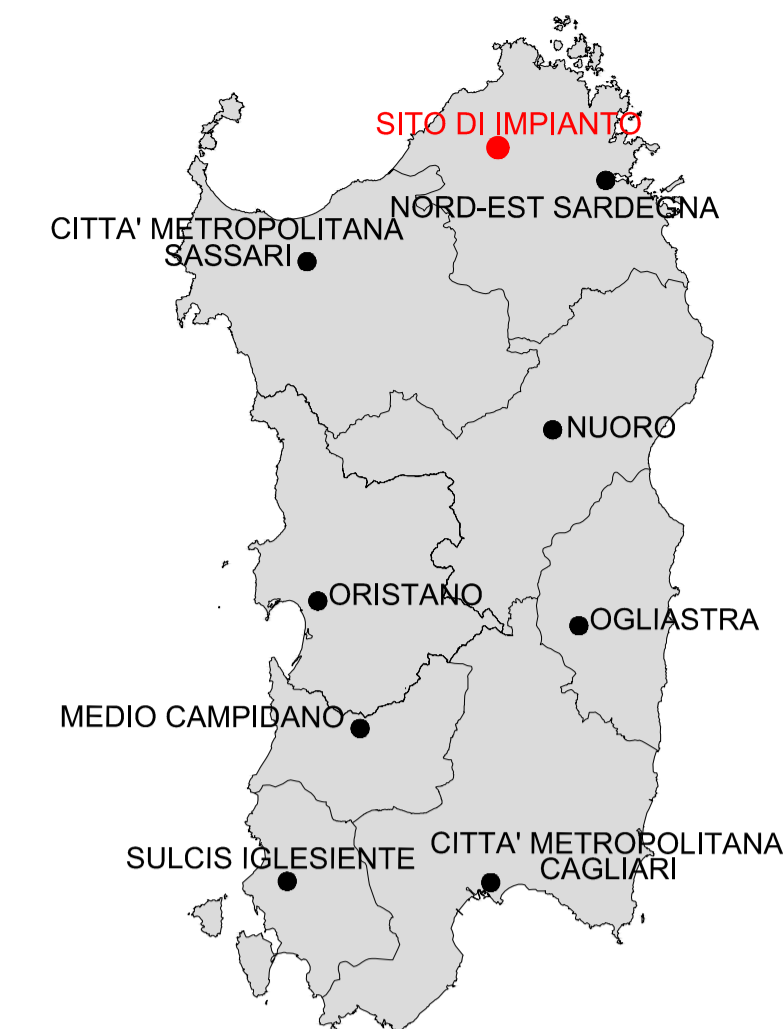 SITO DI IMPIANTO
NORD-EST SARDEGNA
CITTA' METROPOLITANA
SASSARI
NUORO
ORISTANO
OGLIASTRA
MEDIO CAMPIDANO
SULCIS IGLESIENTE
CITTA' METROPOLITANA
CAGLIARI